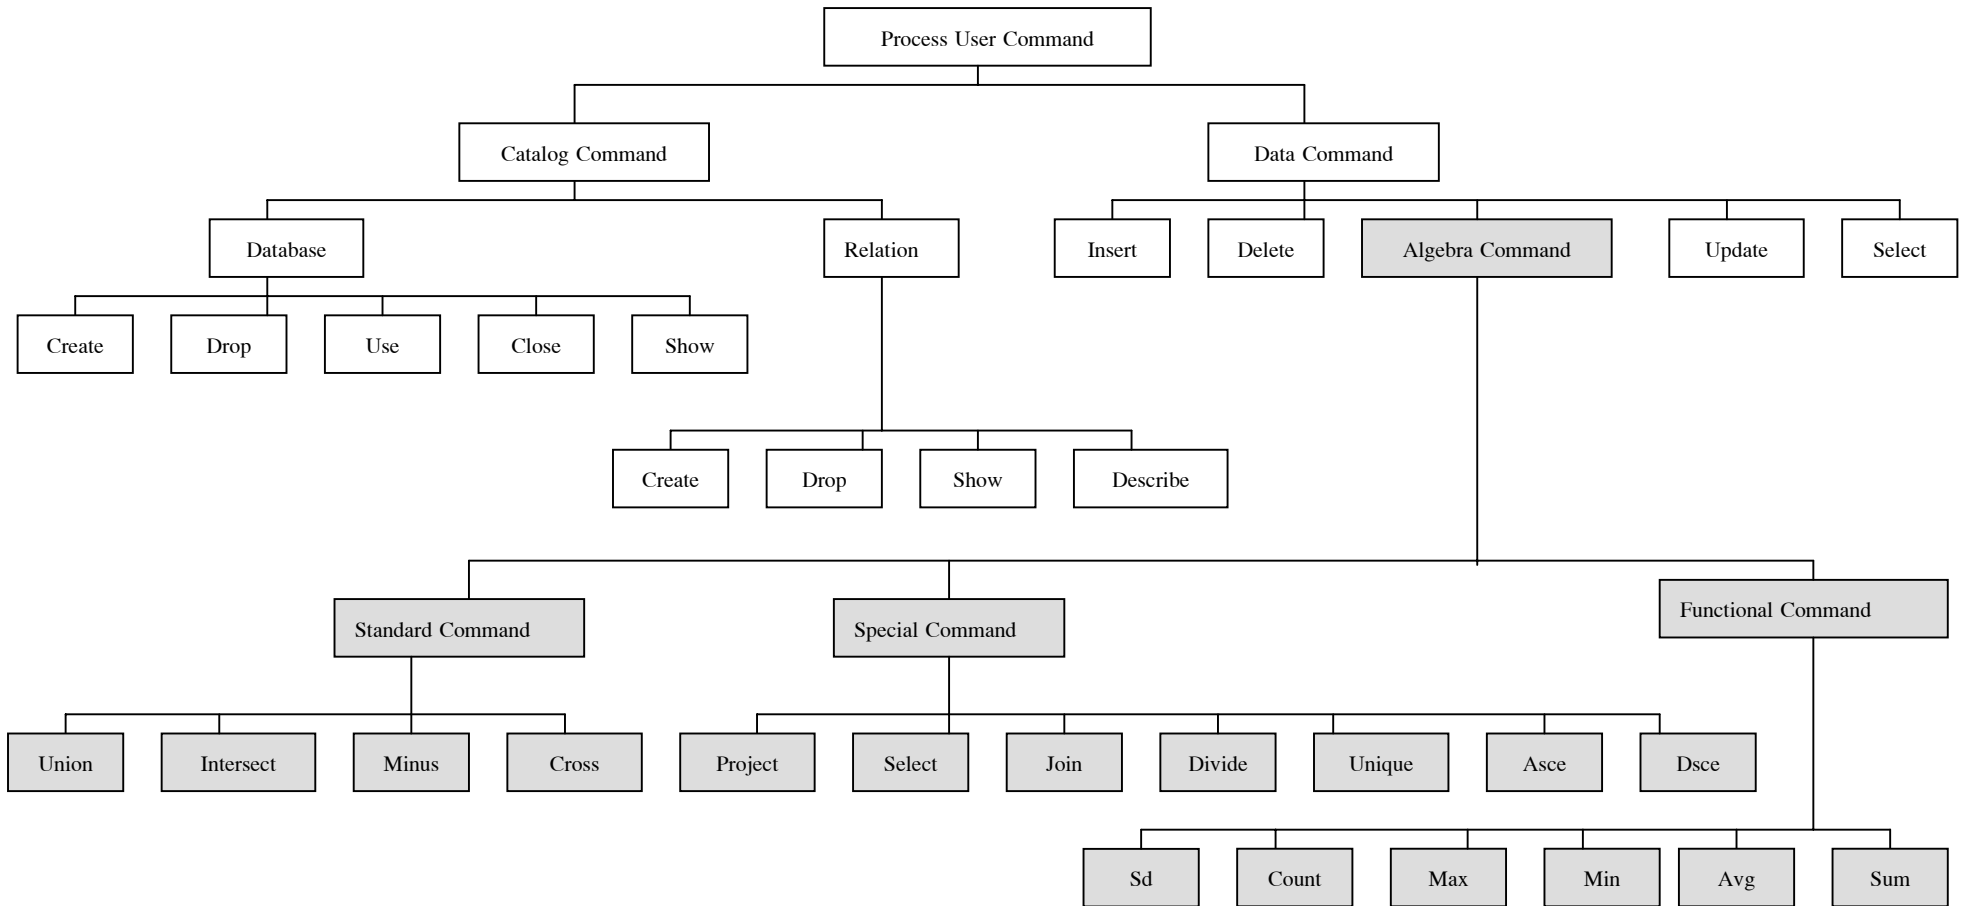 Process User Command
Catalog Command
Data Command
Database
Relation
Insert
Delete
Algebra Command
Update
Select
Create
Drop
Use
Close
Show
Create
Drop
Show
Describe
Standard Command
Special Command
Functional Command
Union
Intersect
Minus
Cross
Project
Select
Join
Divide
Unique
Asce
Dsce
Sd
Count
Max
Min
Avg
Sum